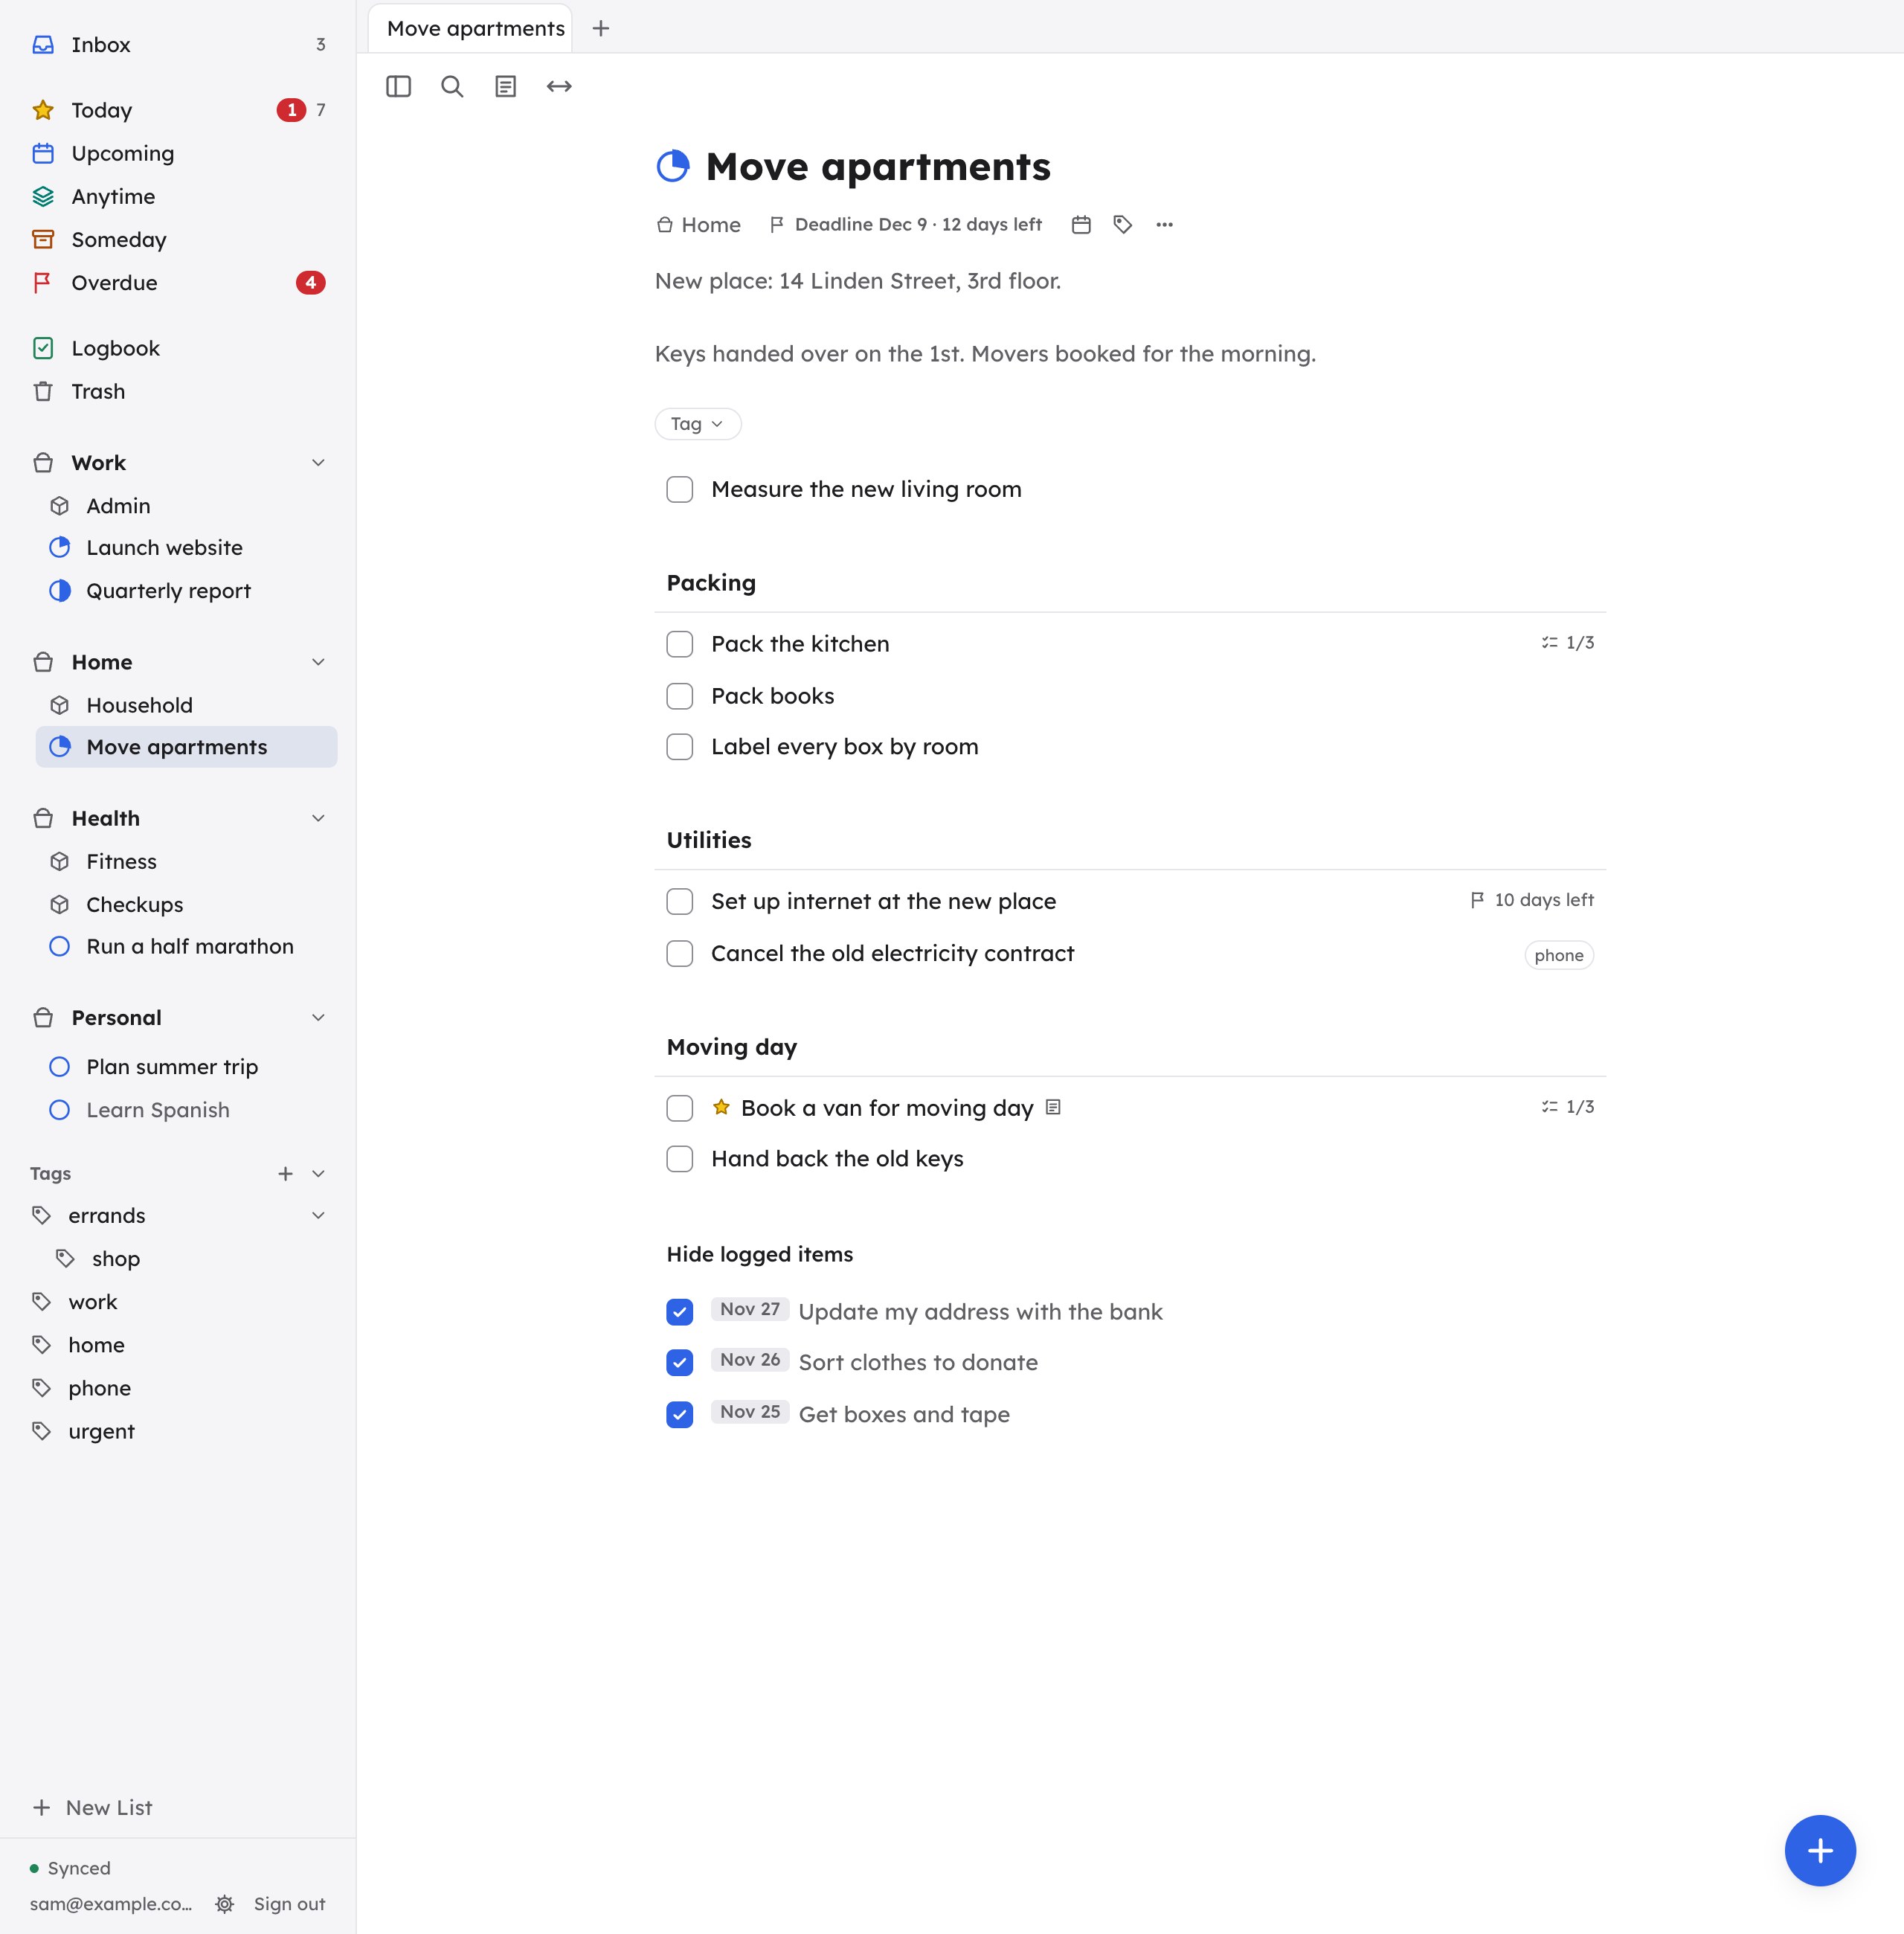 Inbox 3
Today 1 7
Upcoming
Anytime
Someday
Overdue 4
Logbook
Trash
Work
Admin
Launch website
Quarterly report
Home
Household
Move apartments
Health
Fitness
Checkups
Run a half marathon
Personal
Plan summer trip
Learn Spanish
Tags
errands
shop
work
home
phone
urgent
New List
Synced
sam@example.co... Sign out
Move apartments
Move apartments
Home Deadline Dec 9 · 12 days left
New place: 14 Linden Street, 3rd floor.
Keys handed over on the 1st. Movers booked for the morning.
Tag
Measure the new living room
Packing
Pack the kitchen 1/3
Pack books
Label every box by room
Utilities
Set up internet at the new place 10 days left
Cancel the old electricity contract phone
Moving day
Book a van for moving day 1/3
Hand back the old keys
Hide logged items
Nov 27 Update my address with the bank
Nov 26 Sort clothes to donate
Nov 25 Get boxes and tape